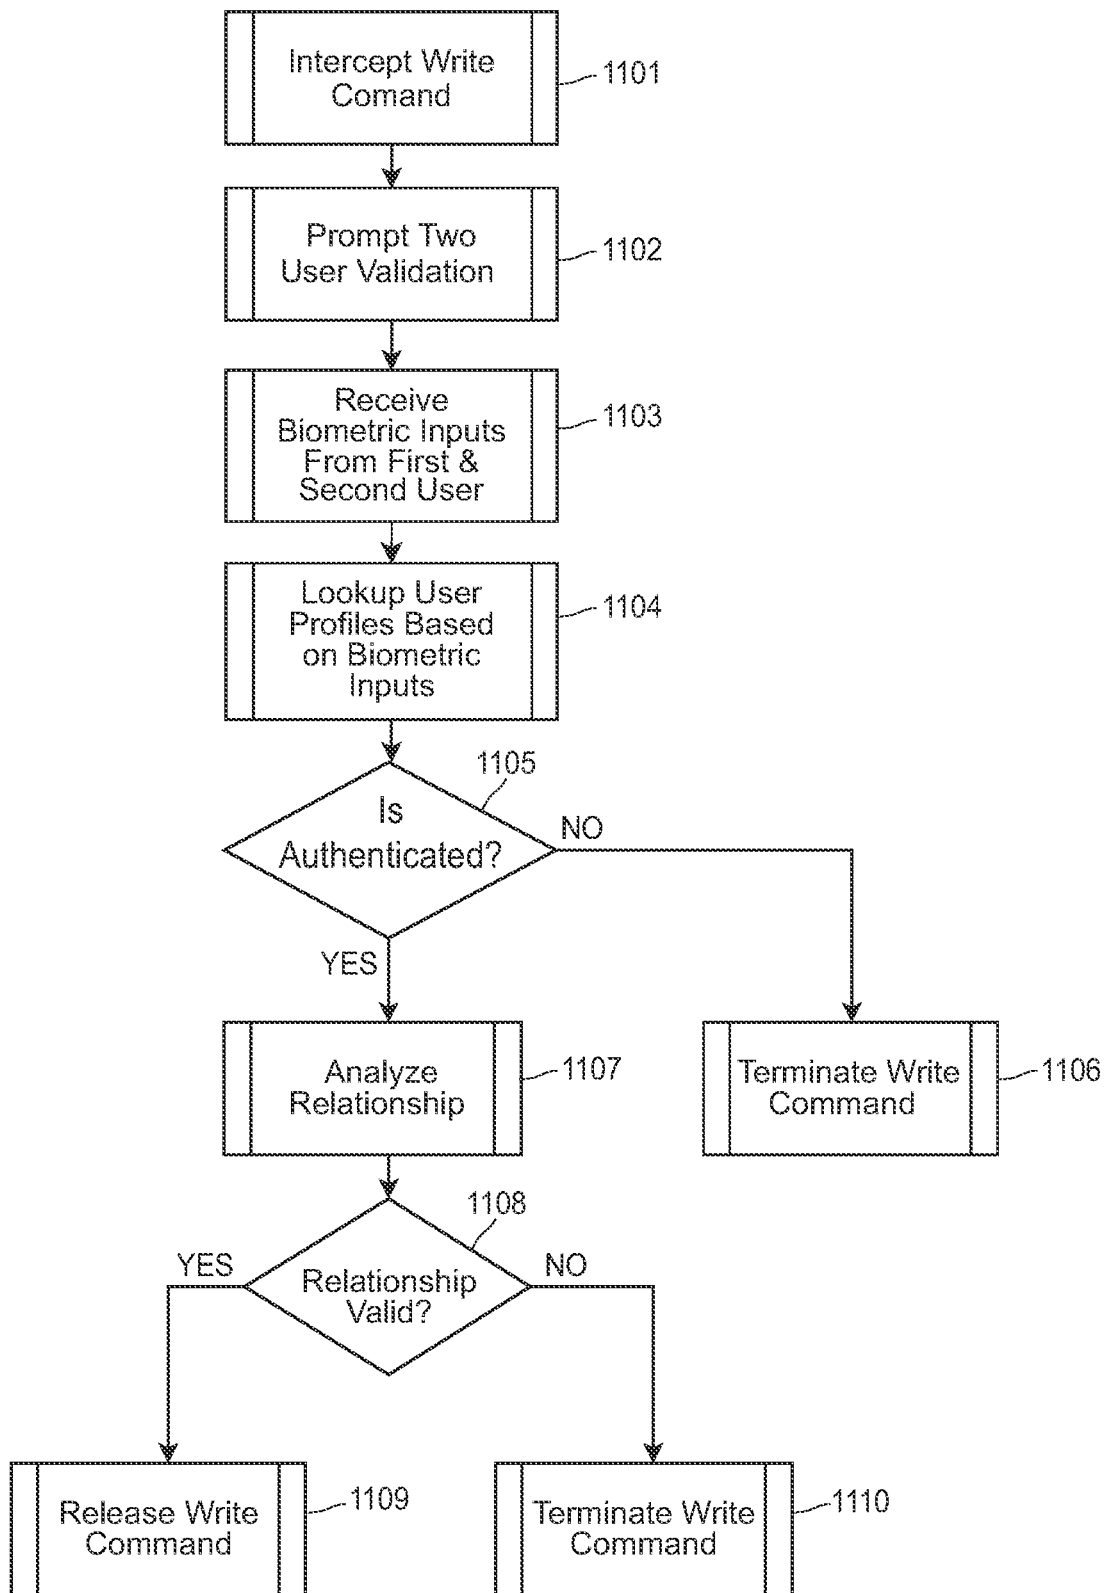 Intercept Write
Comand
1101
Prompt Two
User Validation
1102
Receive
Biometric Inputs
From First &
Second User
1103
Lookup User
Profiles Based
on Biometric
Inputs
1104
1105
Is
Authenticated?
NO
YES
Analyze
Relationship
1107
Terminate Write
Command
1106
1108
YES
Relationship
Valid?
NO
Release Write
Command
1109
Terminate Write
Command
1110